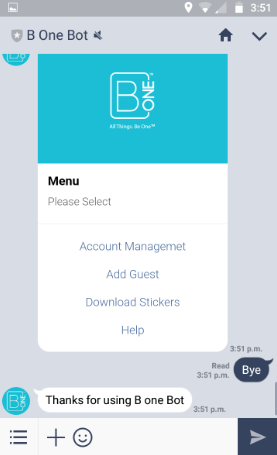 3:51
B One Bot
B
ONE
All Things. Be One™
Menu
Please Select
Account Managemet
Add Guest
Download Stickers
Help
3:51 p.m.
Read
3:51 p.m.
Bye
Thanks for using B one Bot
3:51 p.m.